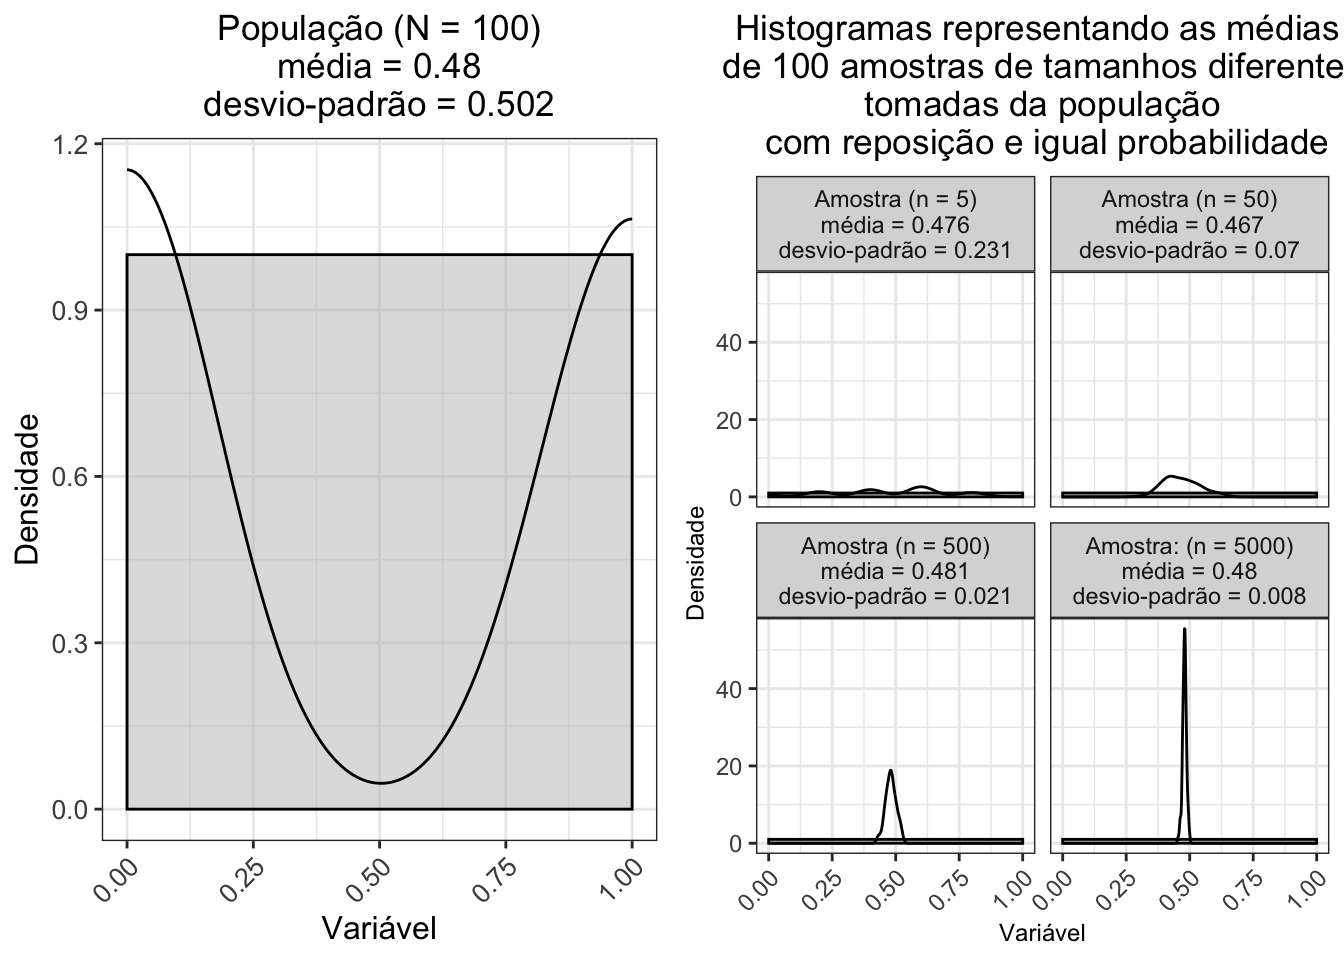 População (N = 100)
média = 0.48
desvio-padrão = 0.502
1.2
0.9
0.6
0.3
0.0
Densidade
0.00
0.25
0.50
0.75
1.00
Variável
Histogramas representando as médias
de 100 amostras de tamanhos diferente
tomadas da população
com reposição e igual probabilidade
Amostra (n = 5)
média = 0.476
desvio-padrão = 0.231
Amostra (n = 50)
média = 0.467
desvio-padrão = 0.07
40
20
0
Amostra (n = 500)
média = 0.481
desvio-padrão = 0.021
Amostra: (n = 5000)
média = 0.48
desvio-padrão = 0.008
40
20
0
Densidade
0.00
0.25
0.50
0.75
1.00
0.00
0.25
0.50
0.75
1.00
Variável